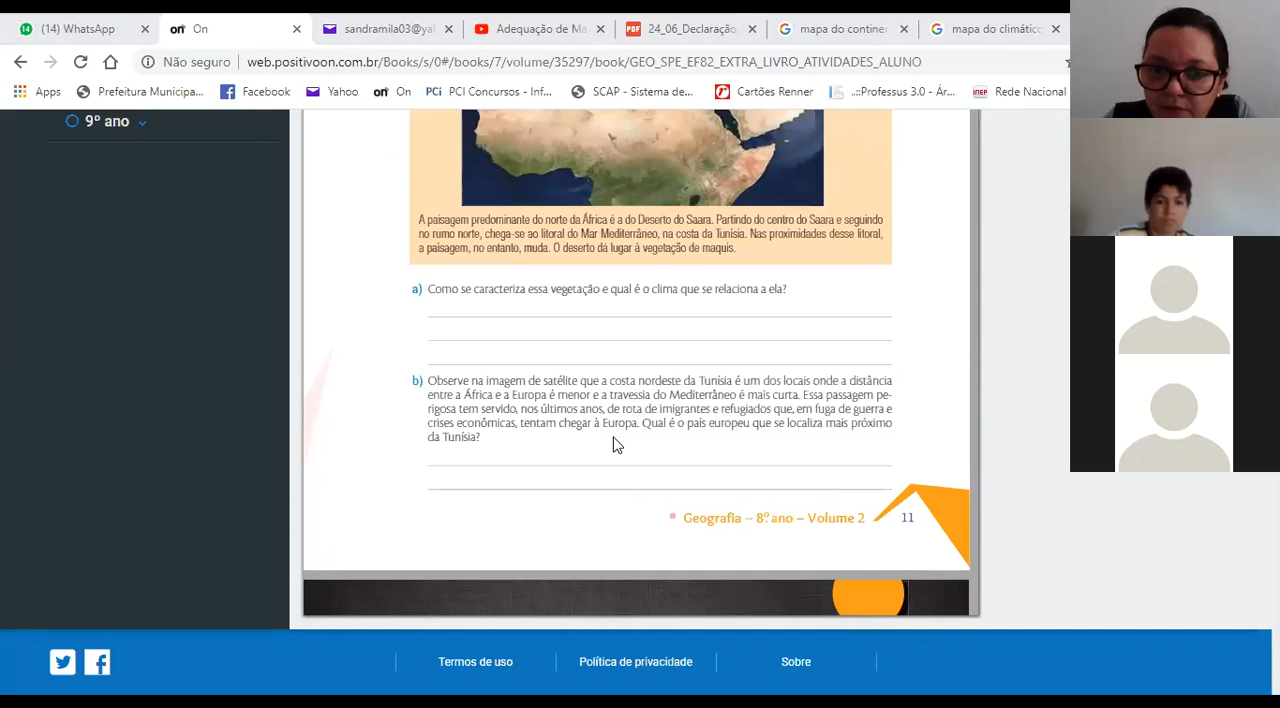 (14) WhatsApp
On
sandramila03@ya
Adequação de Ma
24_06_Declaração
mapa do contine
mapa do climático
Não seguro
web.positivoon.com.br/Books/s/0#/books/7/volume/35297/book/GEO_SPE_EF82_EXTRA_LIVRO_ATIVIDADES_ALUNO
Apps
Prefeitura Municipa...
Facebook
Yahoo
On
PCI Concursos - Inf...
SCAP - Sistema de...
Cartões Renner
..::Professus 3.0 - Ár...
Rede Nacional
9º ano
A paisagem predominante do norte da África é a do Deserto do Saara. Partindo do centro do Saara e seguindo
no rumo norte, chega-se ao litoral do Mar Mediterrâneo, na costa da Tunísia. Nas proximidades desse litoral,
a paisagem, no entanto, muda. O deserto dá lugar à vegetação de maquis.
a) Como se caracteriza essa vegetação e qual é o clima que se relaciona a ela?
b) Observe na imagem de satélite que a costa nordeste da Tunísia é um dos locais onde a distância
entre a África e a Europa é menor e a travessia do Mediterrâneo é mais curta. Essa passagem pe-
rigosa tem servido, nos últimos anos, de rota de imigrantes e refugiados que, em fuga de guerra e
crises econômicas, tentam chegar à Europa. Qual é o país europeu que se localiza mais próximo
da Tunísia?
Geografia – 8º. ano – Volume 2
11
Termos de uso
Política de privacidade
Sobre